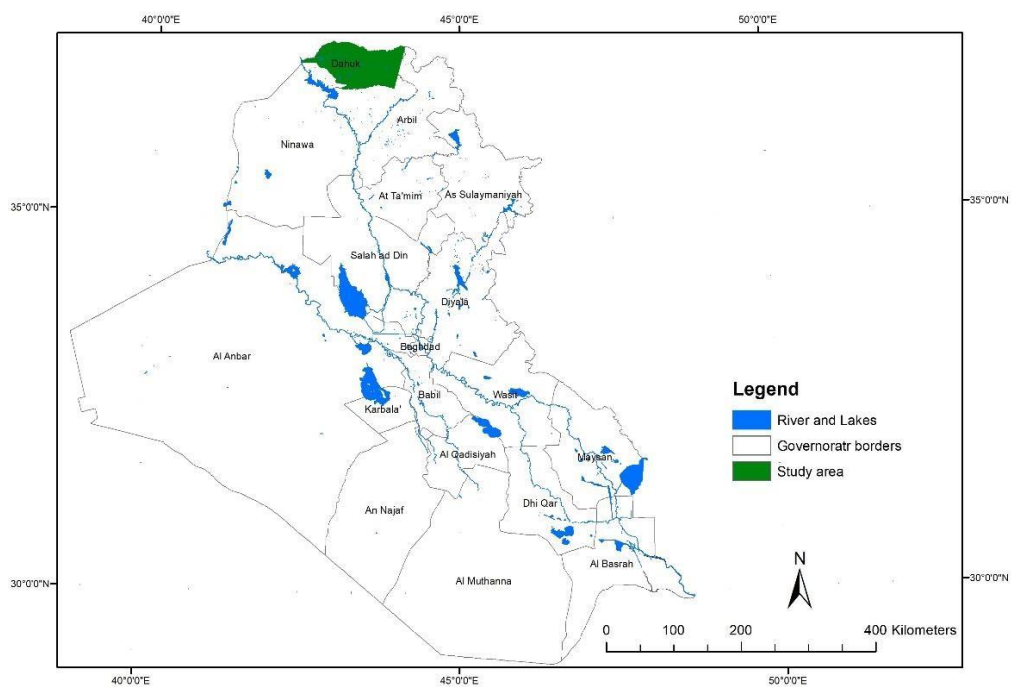 40°0'0"E 45°0'0"E 50°0'0"E
Dahuk
Arbil
Ninawa
At Ta'mim As Sulaymaniyah
35°0'0"N 35°0'0"N
Salah ad Din
Diyala
Baghdad
Al Anbar
Babil Wasit
Karbala'
Al Qadisiyah Maysan
An Najaf Dhi Qar
Al Basrah
Al Muthanna
30°0'0"N 30°0'0"N
Legend
River and Lakes
Governoratr borders
Study area
N
0 100 200 400 Kilometers
40°0'0"E 45°0'0"E 50°0'0"E